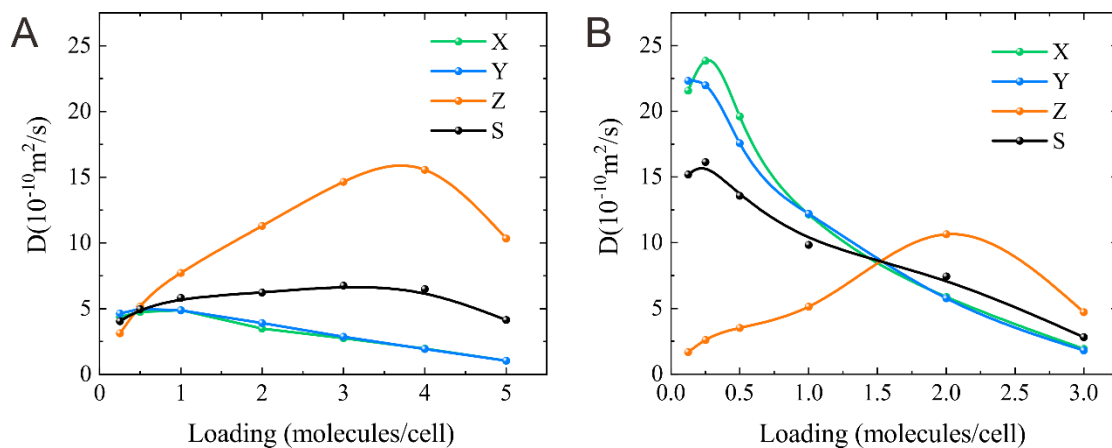 A
D(10⁻¹⁰m²/s)
25
20
15
10
5
0
0 1 2 3 4 5
Loading (molecules/cell)
X
Y
Z
S
B
D(10⁻¹⁰m²/s)
25
20
15
10
5
0
0.0 0.5 1.0 1.5 2.0 2.5 3.0
Loading (molecules/cell)
X
Y
Z
S